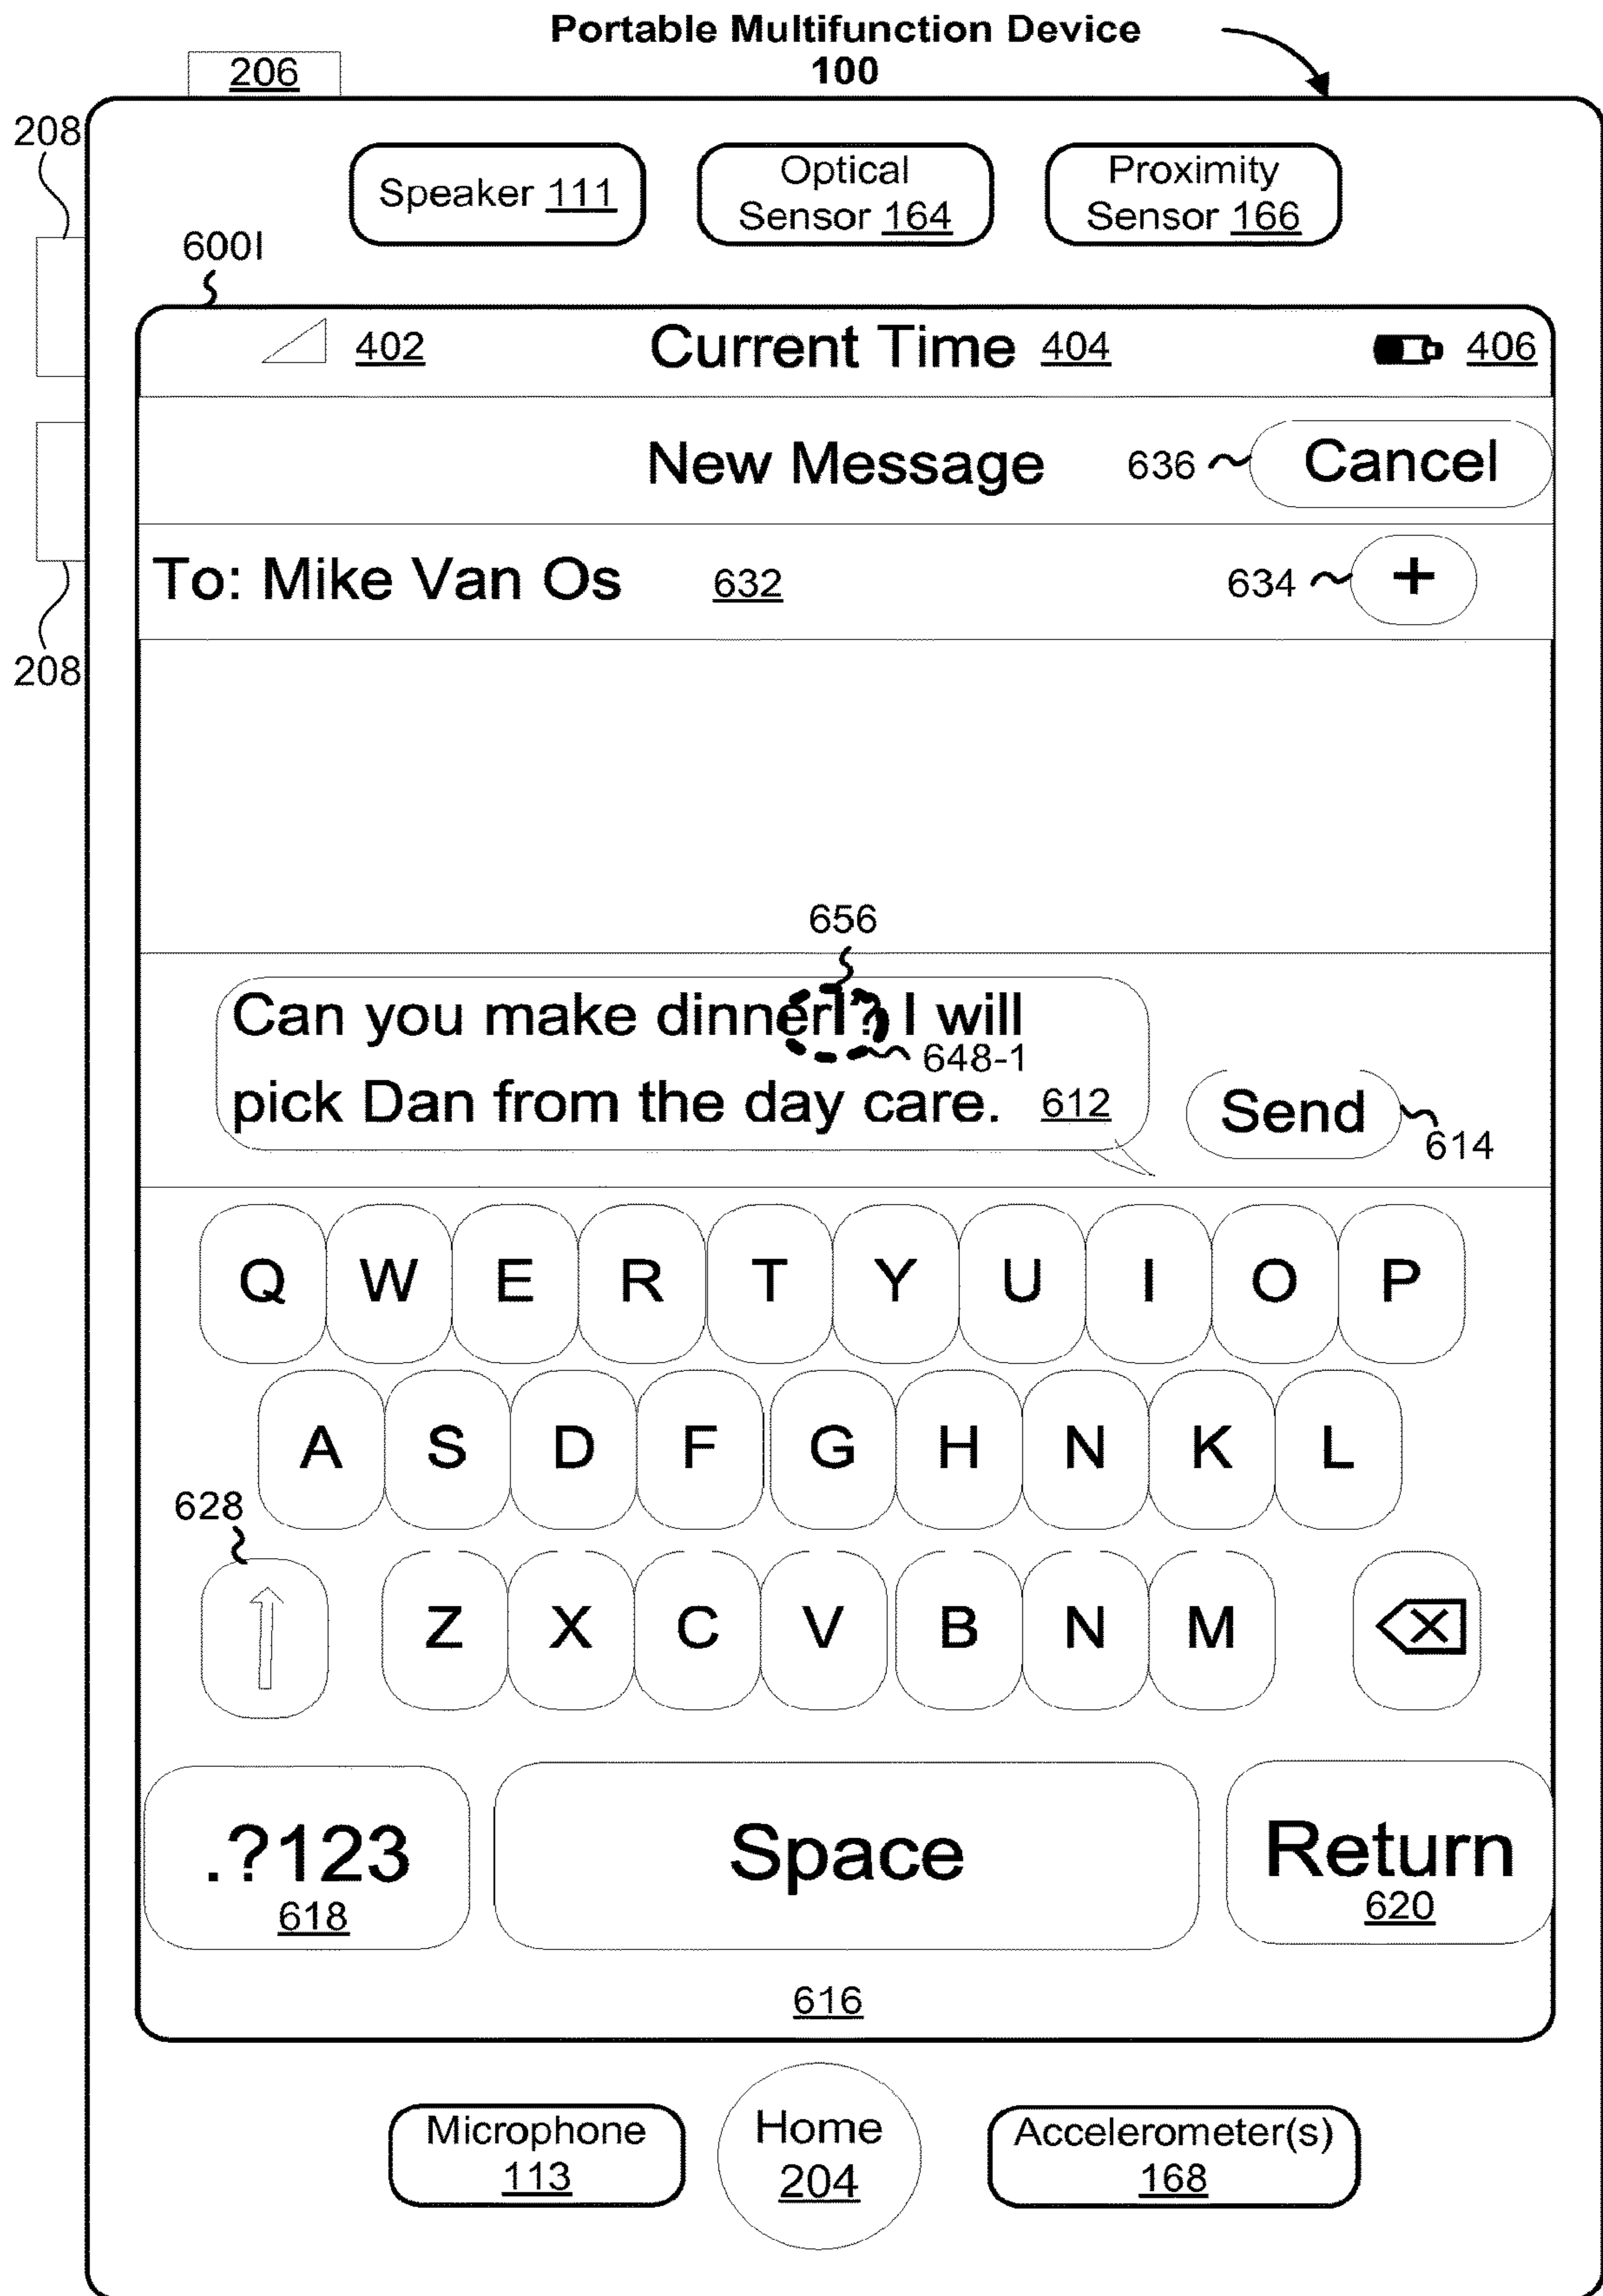 Portable Multifunction Device
100
206
208
Speaker 111
Optical
Sensor 164
Proximity
Sensor 166
600I
402 Current Time 404 406
New Message 636 Cancel
To: Mike Van Os 632 634 +
208
656
Can you make dinner? I will
648-1
pick Dan from the day care. 612
Send
614
Q W E R T Y U I O P
A S D F G H N K L
628
Z X C V B N M
.?123
618
Space
Return
620
616
Microphone
113
Home
204
Accelerometer(s)
168